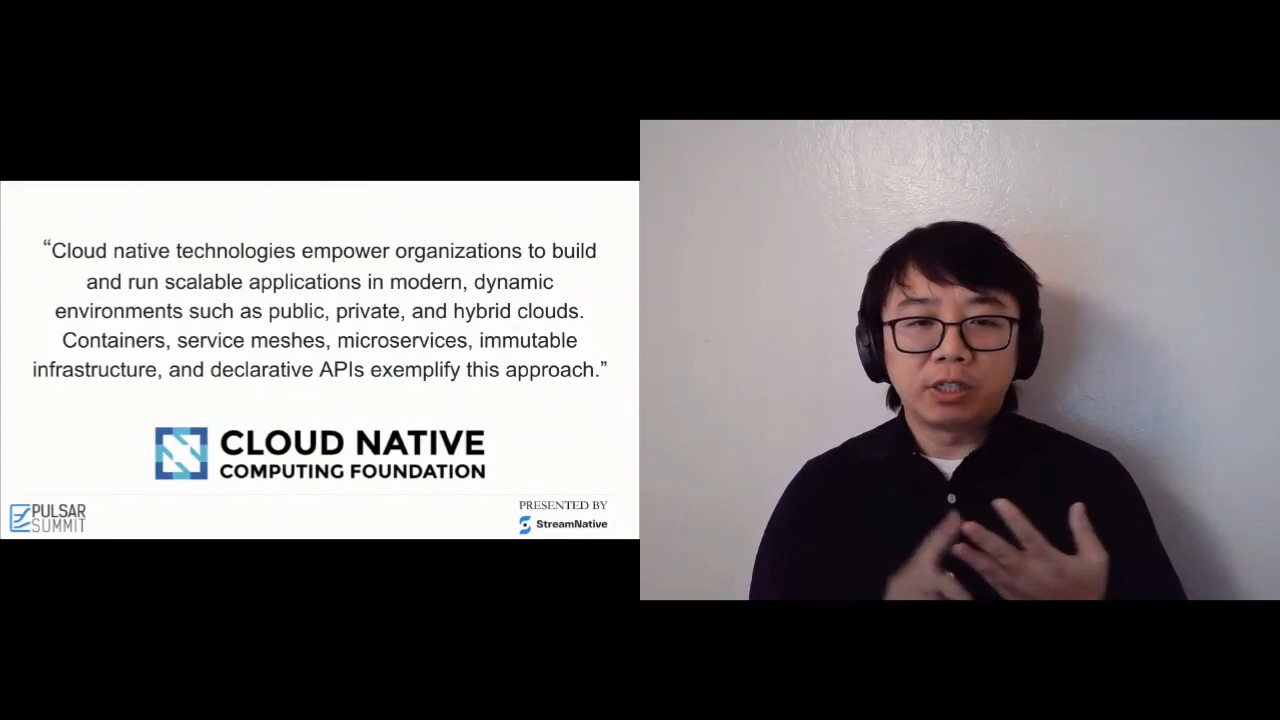 “Cloud native technologies empower organizations to build
and run scalable applications in modern, dynamic
environments such as public, private, and hybrid clouds.
Containers, service meshes, microservices, immutable
infrastructure, and declarative APIs exemplify this approach.”
CLOUD NATIVE
COMPUTING FOUNDATION
PULSAR
SUMMIT
PRESENTED BY
StreamNative